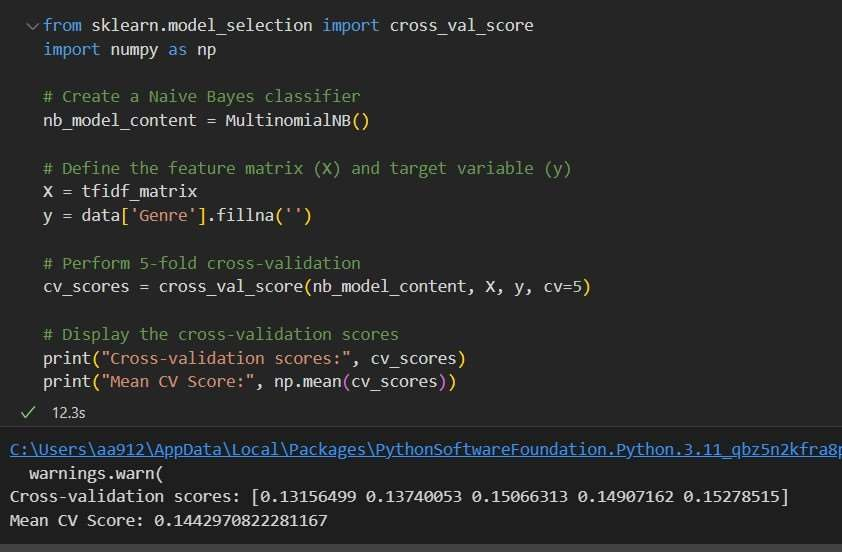 from sklearn.model_selection import cross_val_score
import numpy as np
# Create a Naive Bayes classifier
nb_model_content = MultinomialNB()
# Define the feature matrix (X) and target variable (y)
X = tfidf_matrix
y = data['Genre'].fillna('')
# Perform 5-fold cross-validation
cv_scores = cross_val_score(nb_model_content, X, y, cv=5)
# Display the cross-validation scores
print("Cross-validation scores:", cv_scores)
print("Mean CV Score:", np.mean(cv_scores))
12.3s
C:\Users\aa912\AppData\Local\Packages\PythonSoftwareFoundation.Python.3.11_qbz5n2kfra8p
warnings.warn(
Cross-validation scores: [0.13156499 0.13740053 0.15066313 0.14907162 0.15278515]
Mean CV Score: 0.1442970822281167